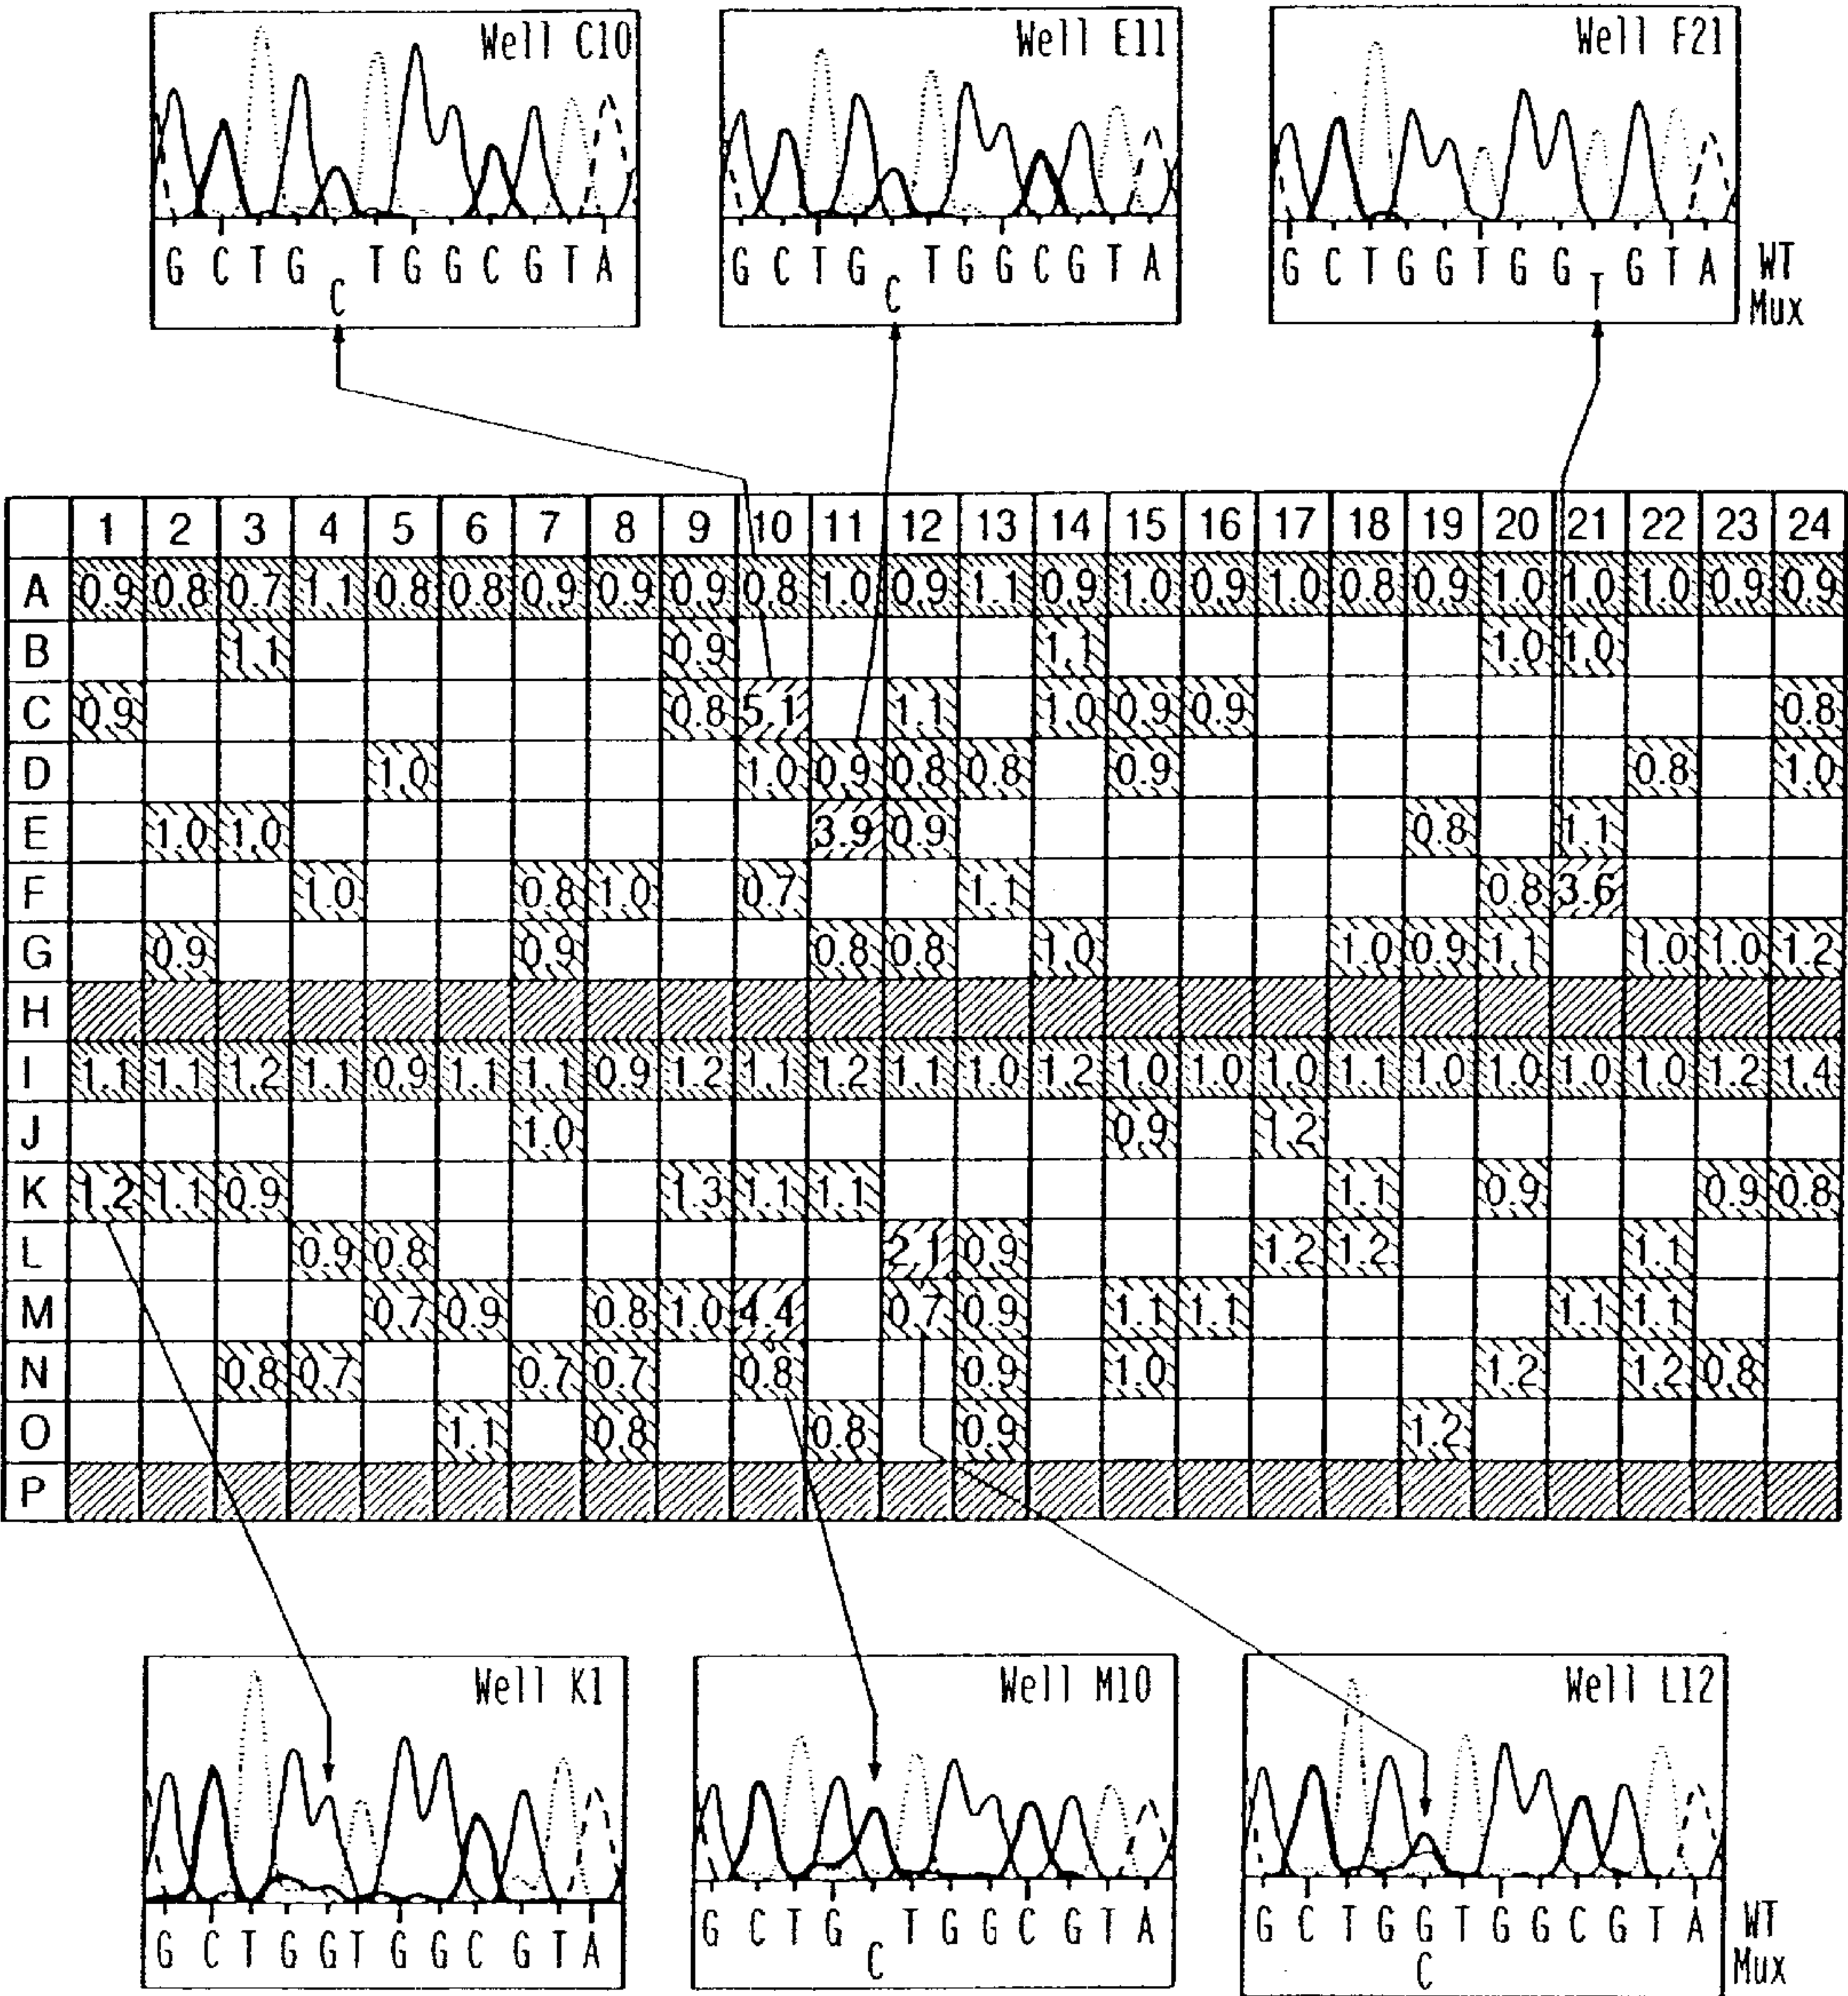 Well C10
G C T G T G G C G T A
C
Well E11
G C T G T G G C G T A
C
Well F21
G C T G G T G G G T A WT
T Mux
1 2 3 4 5 6 7 8 9 10 11 12 13 14 15 16 17 18 19 20 21 22 23 24
A 0.9 0.8 0.7 1.1 0.8 0.8 0.9 0.9 0.9 0.8 1.0 0.9 1.1 0.9 1.0 0.9 1.0 0.8 0.9 1.0 1.0 1.0 0.9 0.9
B 1.1 0.9 1.1 1.0 1.0
C 0.9 0.8 5.1 1.1 1.0 0.9 0.9 0.8
D 1.0 1.0 0.9 0.8 0.8 0.9 0.8 1.0
E 1.0 1.0 3.9 0.9 0.8 1.1
F 1.0 0.8 1.0 0.7 1.1 0.8 3.6
G 0.9 0.9 0.8 0.8 1.0 1.0 0.9 1.1 1.0 1.0 1.2
H
I 1.1 1.1 1.2 1.1 0.9 1.1 1.1 0.9 1.2 1.1 1.2 1.1 1.0 1.2 1.0 1.0 1.0 1.1 1.0 1.0 1.0 1.0 1.2 1.4
J 1.0 0.9 1.2
K 1.2 1.1 0.9 1.3 1.1 1.1 1.1 0.9 0.9 0.8
L 0.9 0.8 2.1 0.9 1.2 1.2 1.1
M 0.7 0.9 0.8 1.0 4.4 0.7 0.9 1.1 1.1 1.1 1.1
N 0.8 0.7 0.7 0.7 0.8 0.9 1.0 1.2 1.2 0.8
O 1.1 0.8 0.8 0.9 1.2
P
Well K1
G C T G G T G G C G T A
Well M10
G C T G T G G C G T A
C
Well L12
G C T G G T G G C G T A WT
C Mux